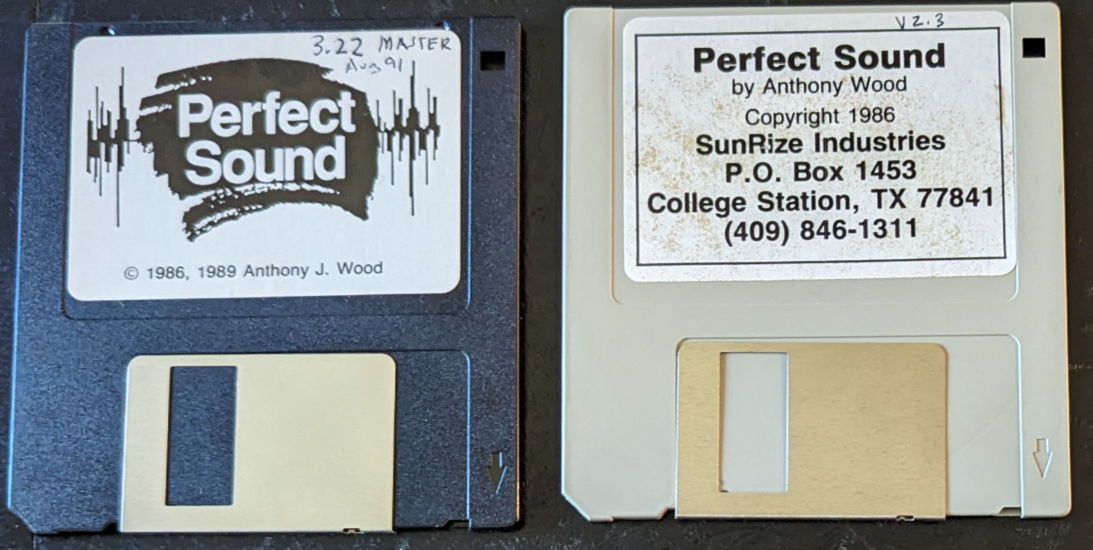 3.22 MASTER
Aug 91
Perfect
Sound
© 1986, 1989 Anthony J. Wood
V2.3
Perfect Sound
by Anthony Wood
Copyright 1986
SunRize Industries
P.O. Box 1453
College Station, TX 77841
(409) 846-1311